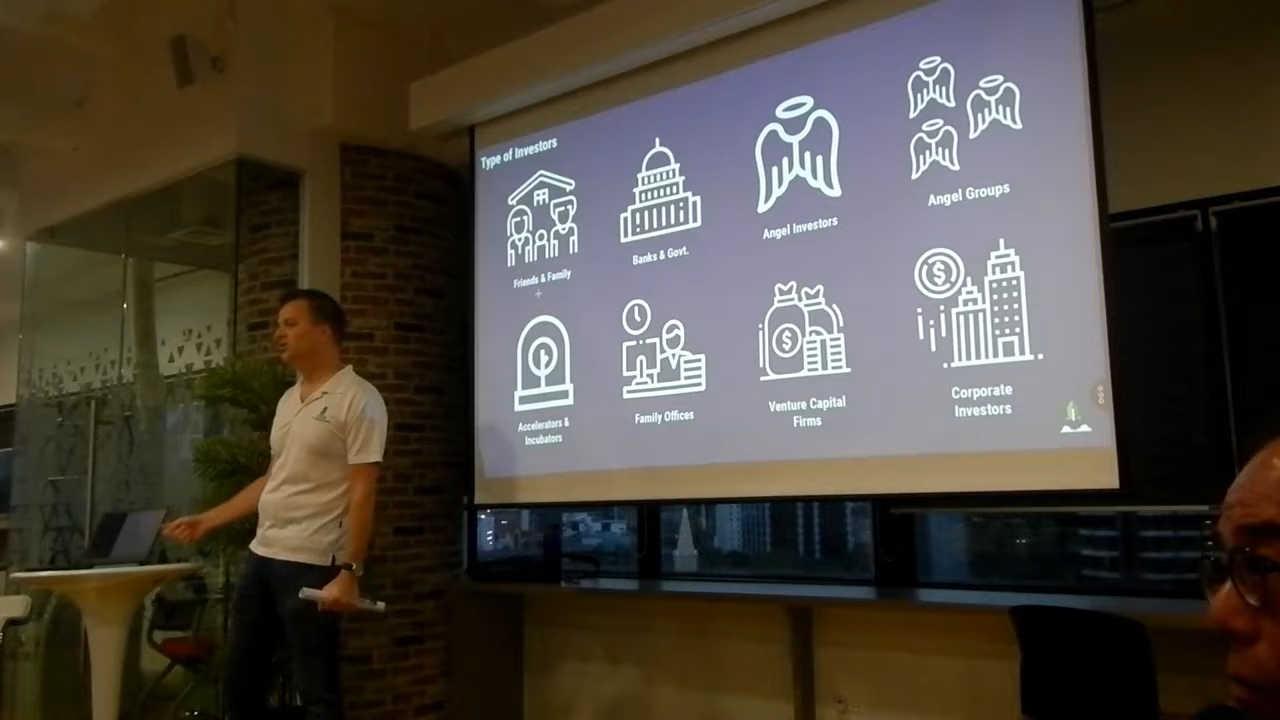 Type of Investors
Friends & Family
Banks & Govt.
Angel Investors
Angel Groups
Accelerators &
Incubators
Family Offices
Venture Capital
Firms
Corporate
Investors